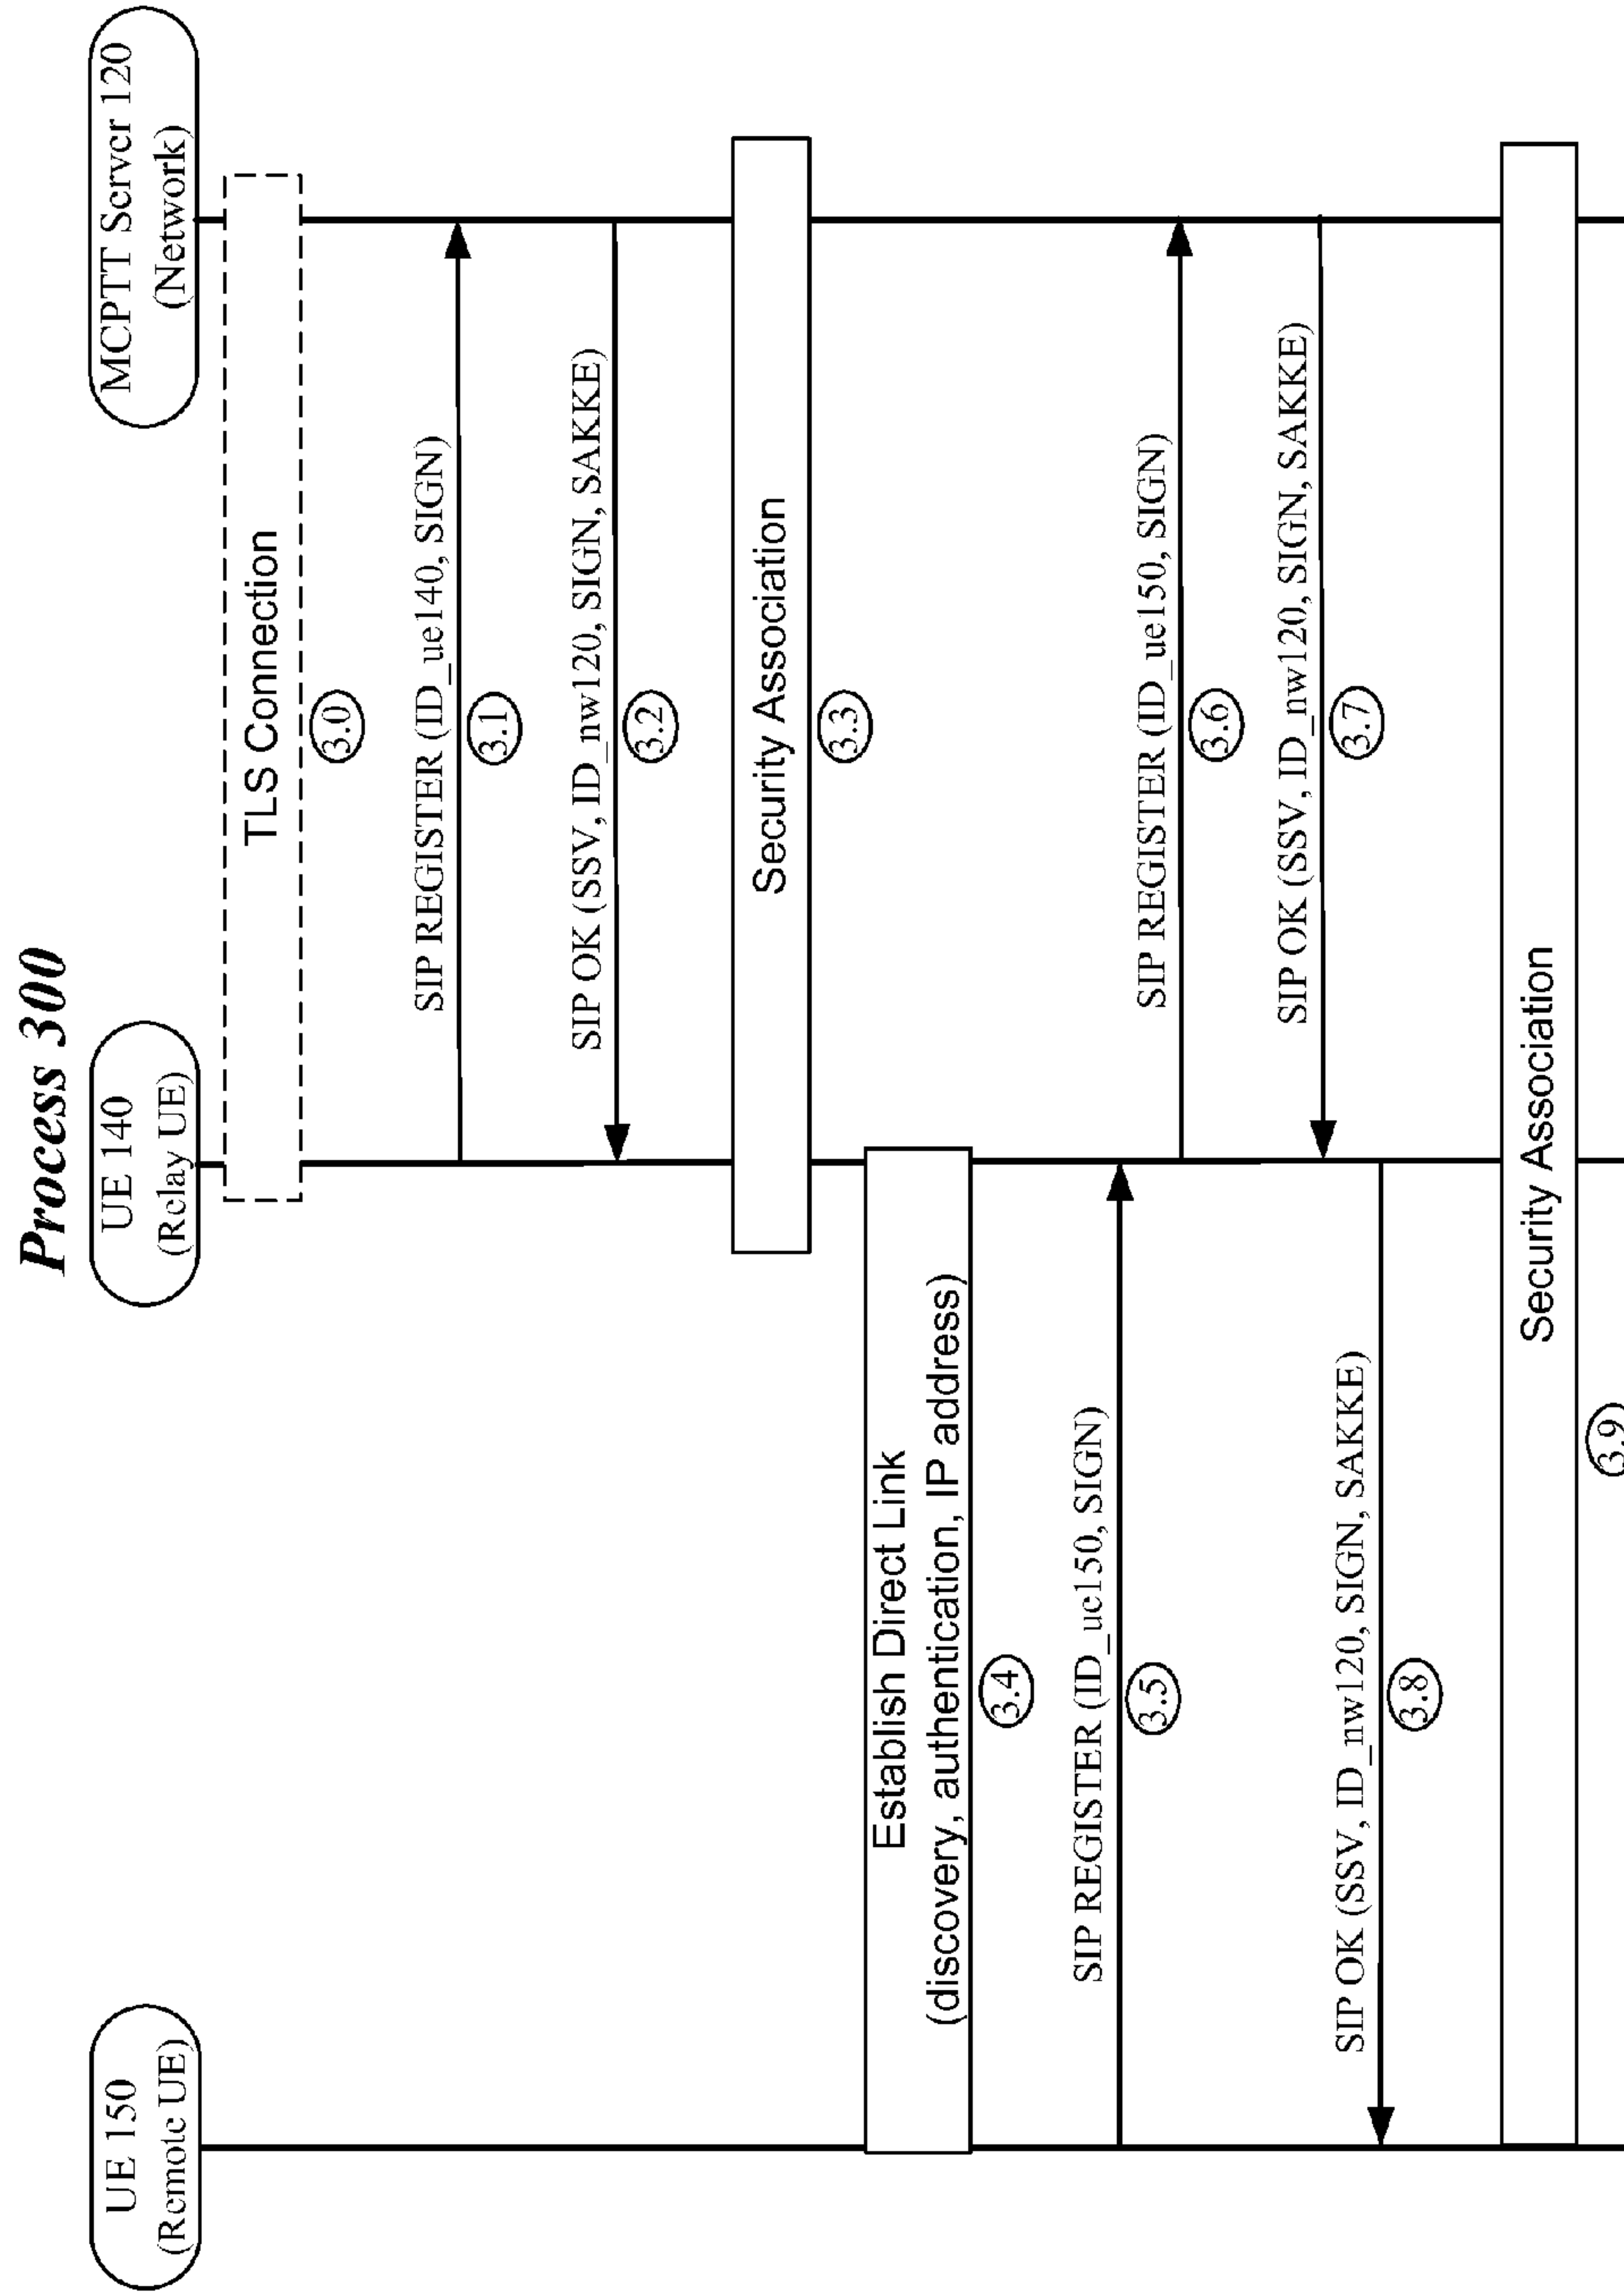 Process 300
UE 150
(Remote UE)
UE 140
(Relay UE)
MCPTT Server 120
(Network)
TLS Connection
3.0
SIP REGISTER (ID_ue140, SIGN)
3.1
SIP OK (SSV, ID_nw120, SIGN, SAKKE)
3.2
Security Association
3.3
Establish Direct Link
(discovery, authentication, IP address)
3.4
SIP REGISTER (ID_ue150, SIGN)
3.5
SIP REGISTER (ID_ue150, SIGN)
3.6
SIP OK (SSV, ID_nw120, SIGN, SAKKE)
3.7
SIP OK (SSV, ID_nw120, SIGN, SAKKE)
3.8
Security Association
3.9